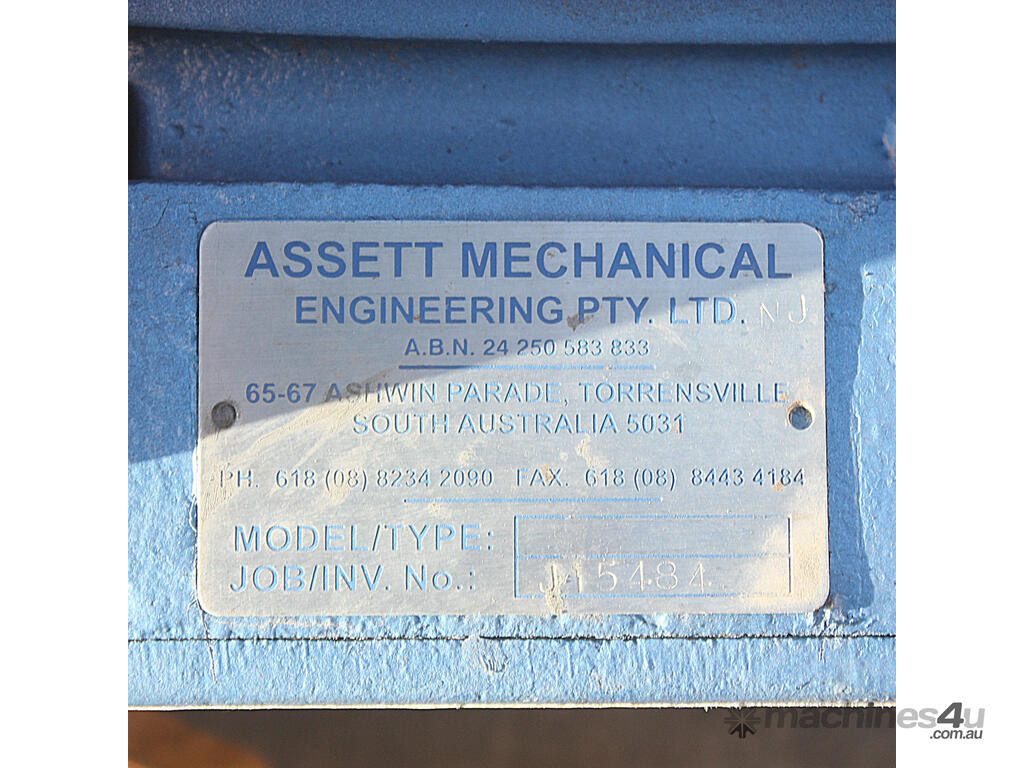 ASSETT MECHANICAL
ENGINEERING PTY. LTD. NJ
A.B.N. 24 250 583 833
65-67 ASHWIN PARADE, TORRENSVILLE
SOUTH AUSTRALIA 5031
PH. 618 (08) 8234 2090 FAX. 618 (08) 8443 4184
MODEL/TYPE:
JOB/INV. No.: J15484
machines4u
.com.au